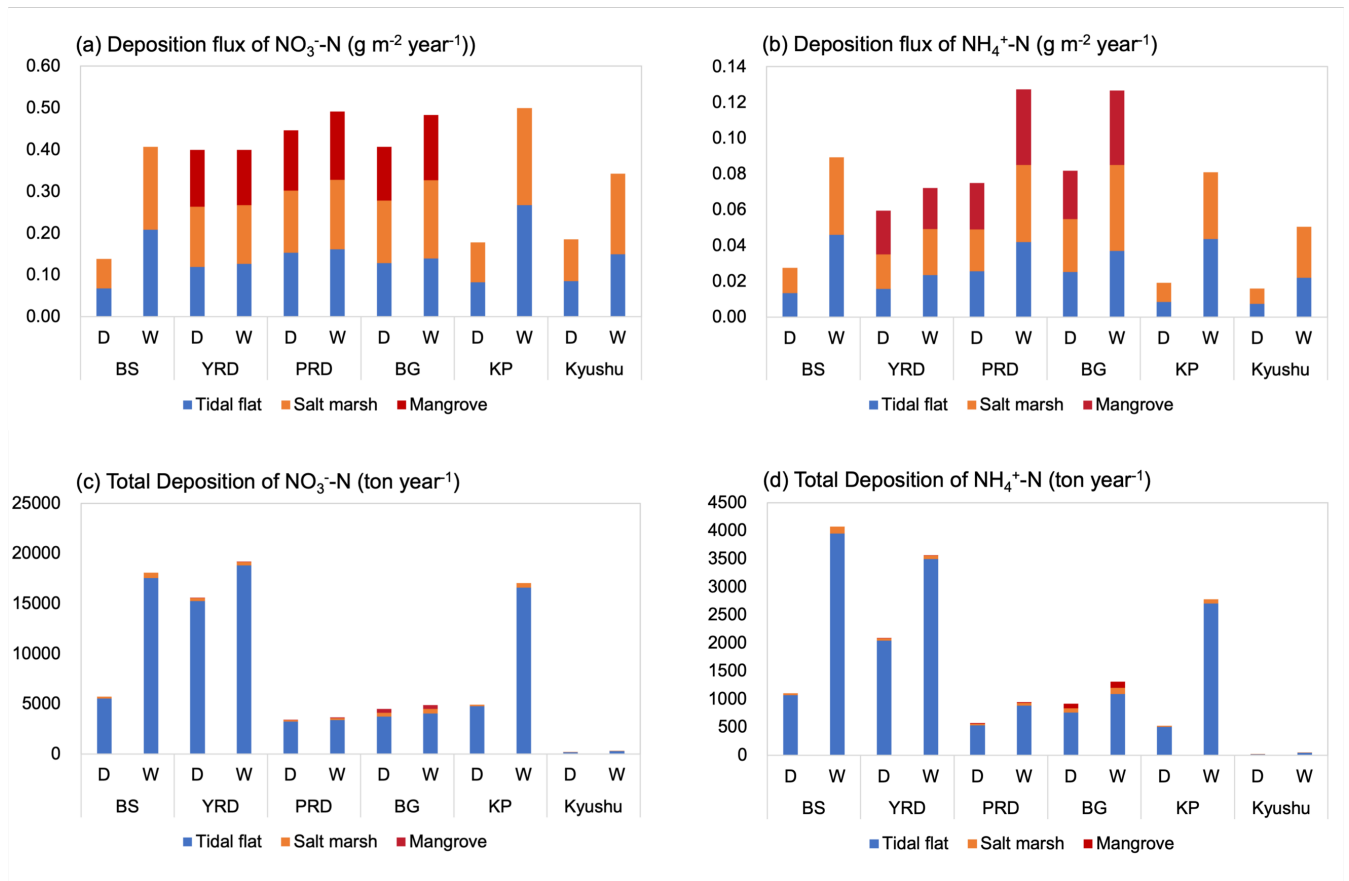 (a) Deposition flux of NO₃⁻-N (g m⁻² year⁻¹))
0.60
0.50
0.40
0.30
0.20
0.10
0.00
D W D W D W D W D W D W
BS YRD PRD BG KP Kyushu
Tidal flat Salt marsh Mangrove
(b) Deposition flux of NH₄⁺-N (g m⁻² year⁻¹)
0.14
0.12
0.10
0.08
0.06
0.04
0.02
0.00
D W D W D W D W D W D W
BS YRD PRD BG KP Kyushu
Tidal flat Salt marsh Mangrove
(c) Total Deposition of NO₃⁻-N (ton year⁻¹)
25000
20000
15000
10000
5000
0
D W D W D W D W D W D W
BS YRD PRD BG KP Kyushu
Tidal flat Salt marsh Mangrove
(d) Total Deposition of NH₄⁺-N (ton year⁻¹)
4500
4000
3500
3000
2500
2000
1500
1000
500
0
D W D W D W D W D W D W
BS YRD PRD BG KP Kyushu
Tidal flat Salt marsh Mangrove